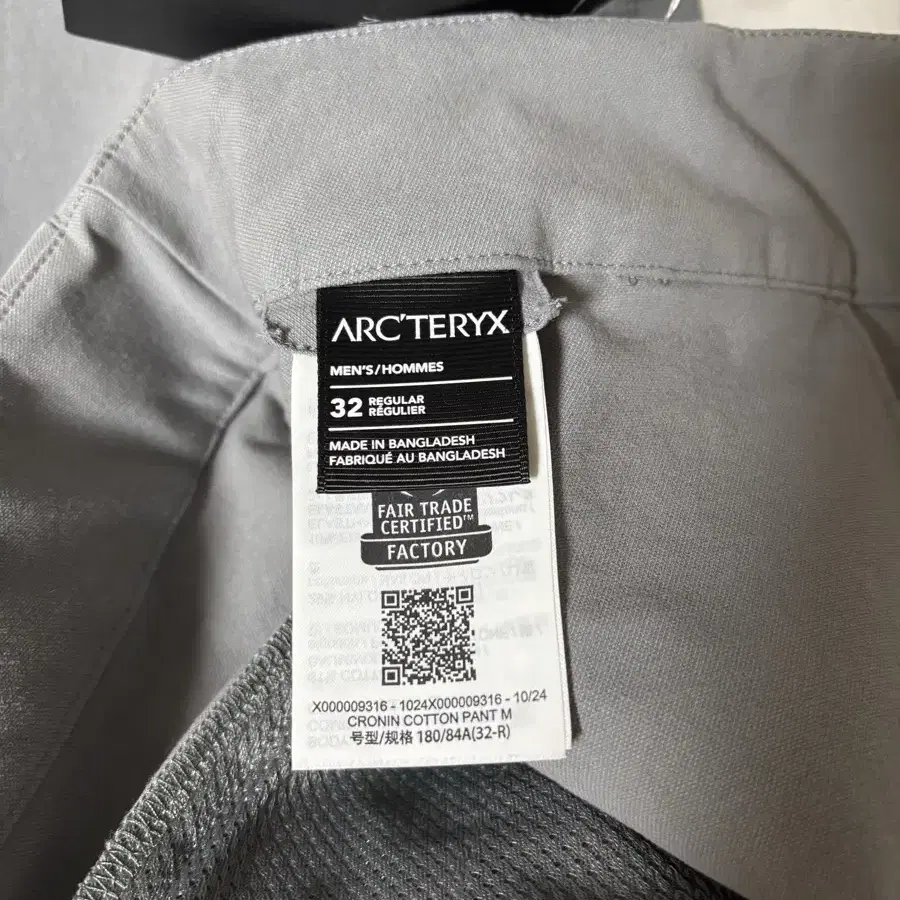 ARC'TERYX
MEN'S/HOMMES
32 REGULAR
RÉGULIER
MADE IN BANGLADESH
FABRIQUÉ AU BANGLADESH
FAIR TRADE
CERTIFIED™
FACTORY
X000009316 - 1024X000009316 - 10/24
CRONIN COTTON PANT M
号型/规格 180/84A(32-R)